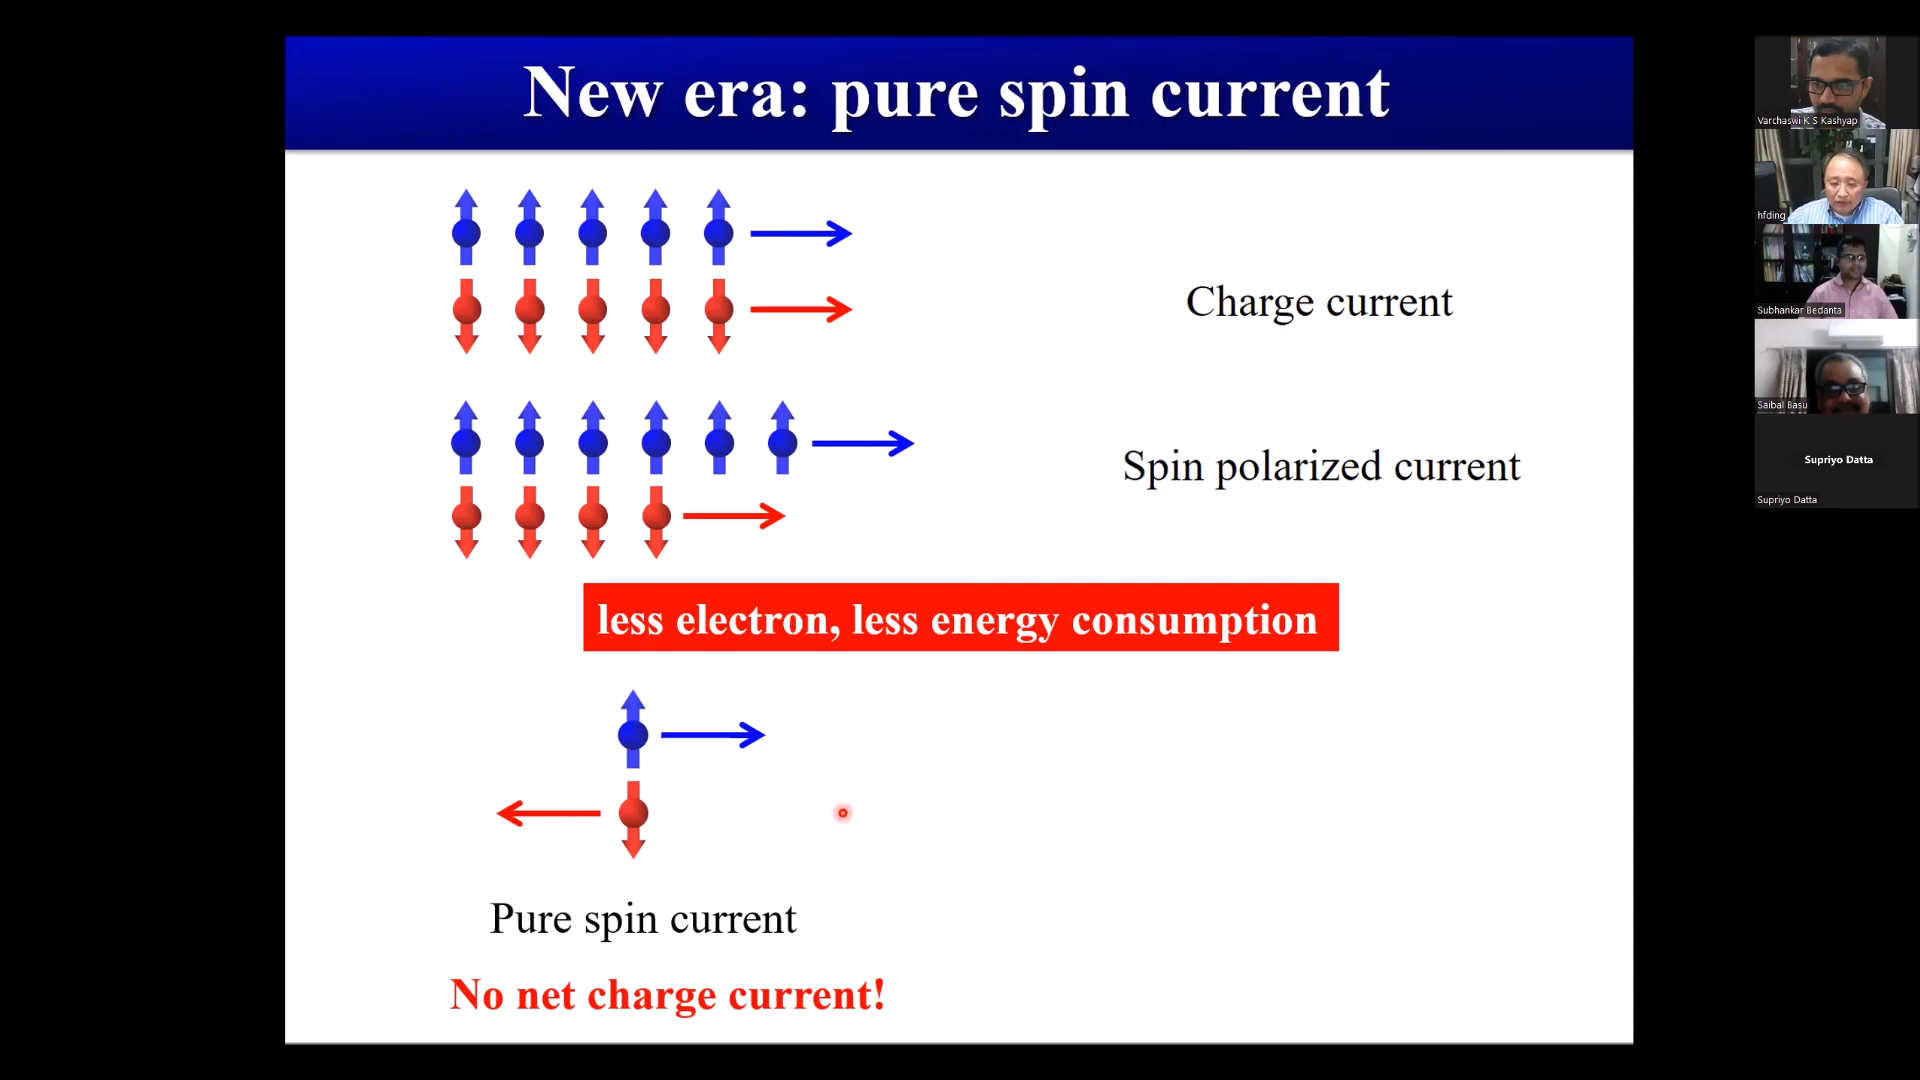 New era: pure spin current
Charge current
Spin polarized current
less electron, less energy consumption
Pure spin current
No net charge current!
Varchaswi K S Kashyap
hfding
Subhankar Bedanta
Saibal Basu
Supriyo Datta
Supriyo Datta